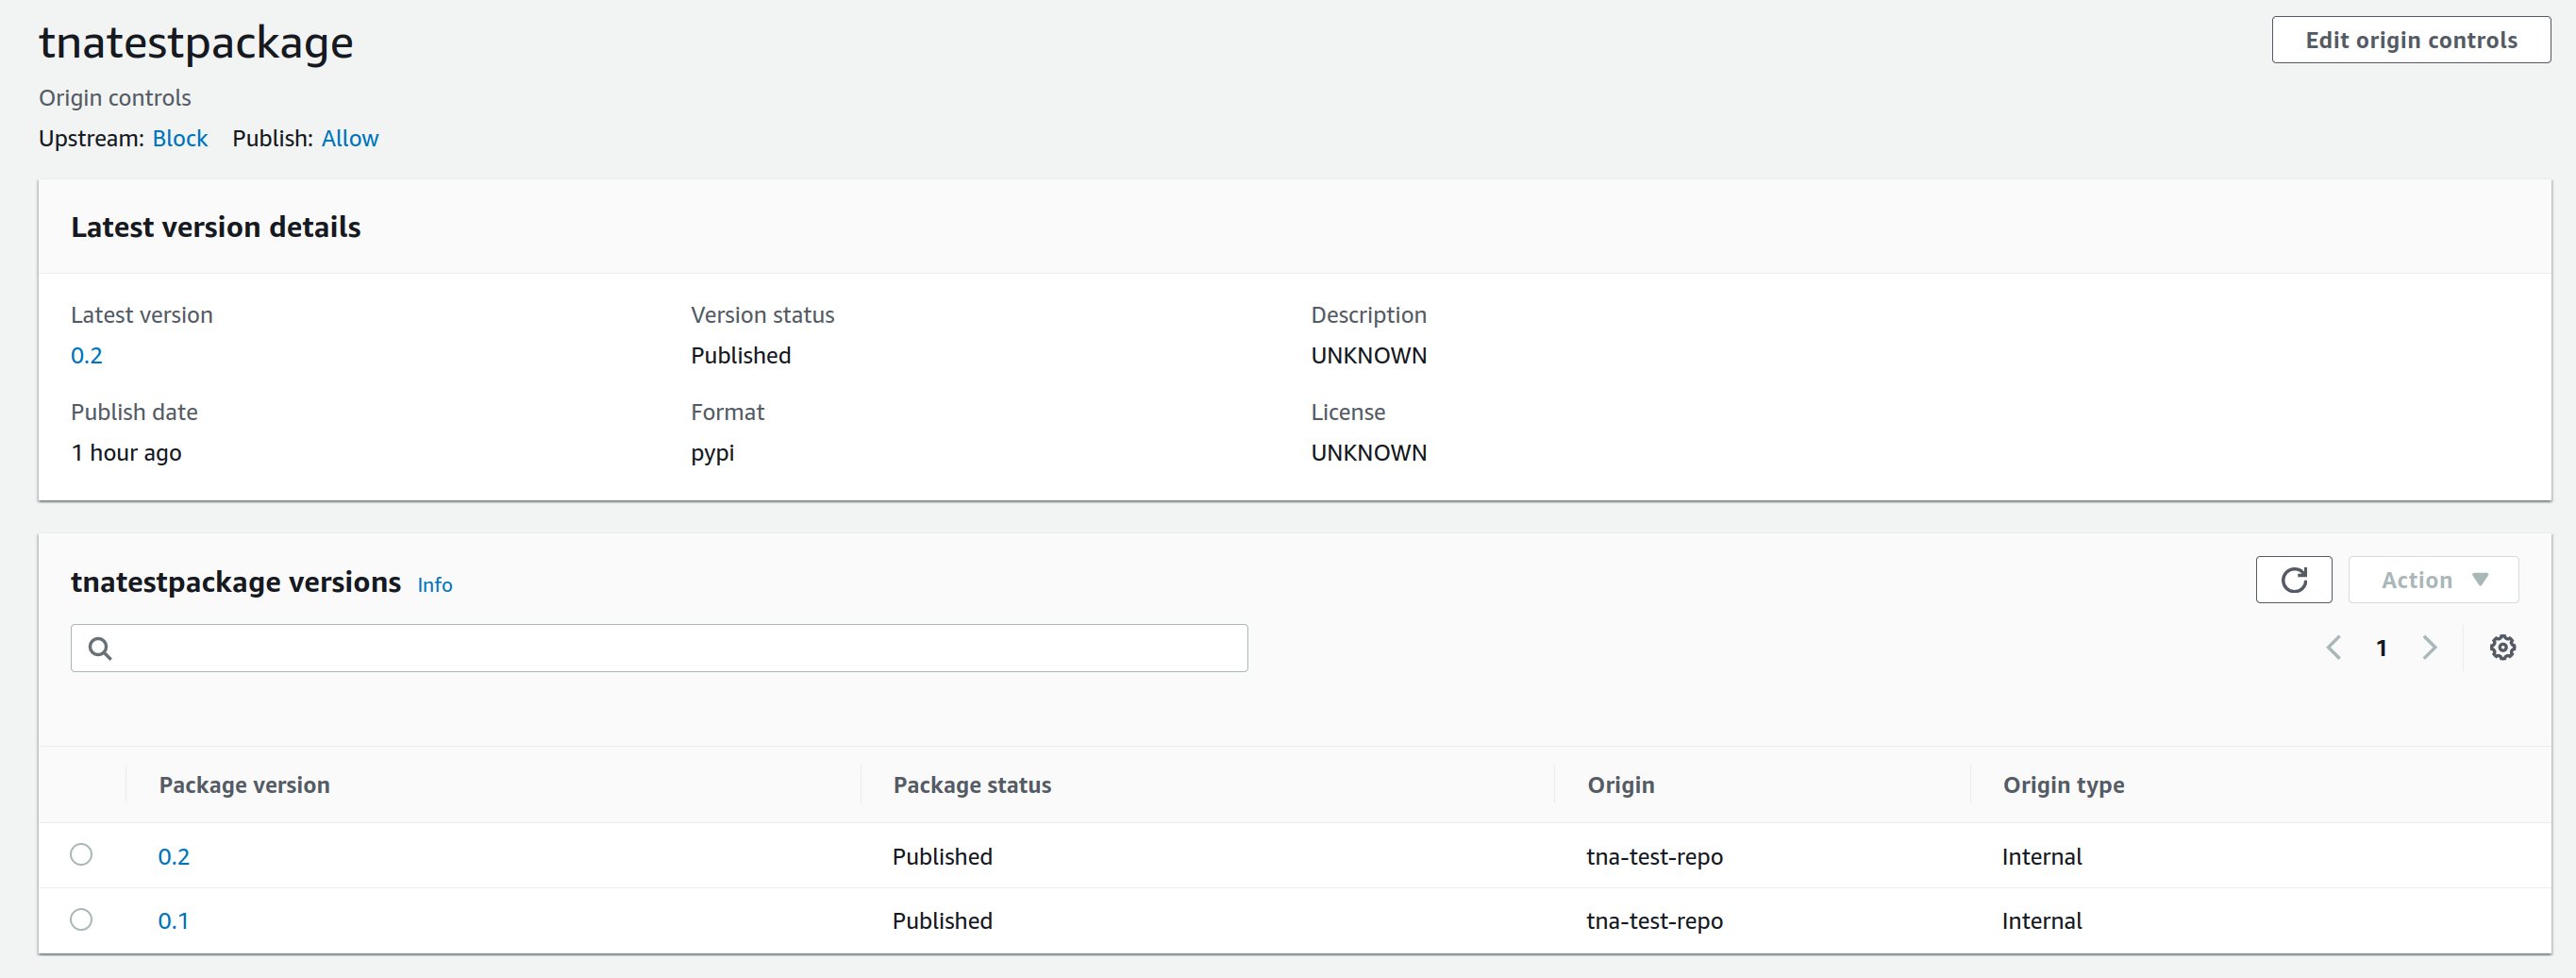 tnatestpackage
Edit origin controls
Origin controls
Upstream: Block Publish: Allow
Latest version details
Latest version Version status Description
0.2 Published UNKNOWN
Publish date Format License
1 hour ago pypi UNKNOWN
tnatestpackage versions Info
Action
1
Package version Package status Origin Origin type
0.2 Published tna-test-repo Internal
0.1 Published tna-test-repo Internal